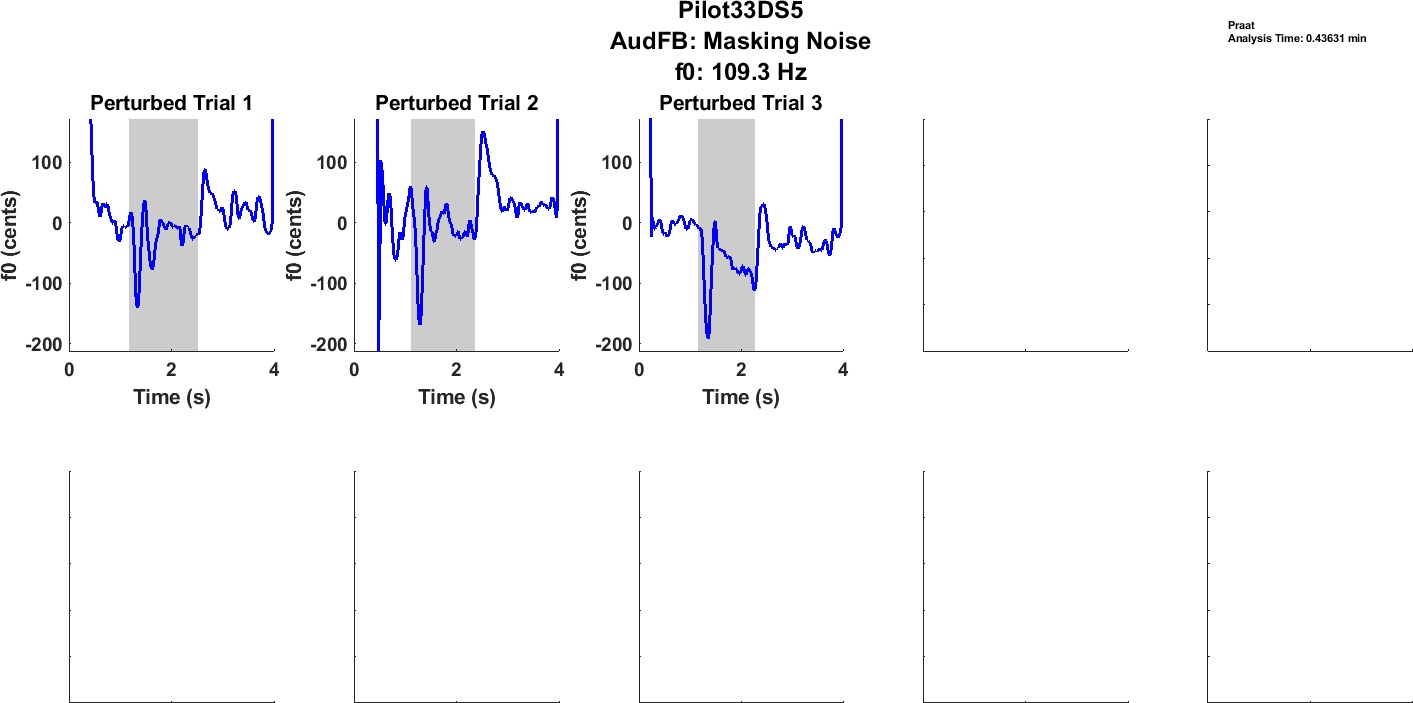 Pilot33DS5
AudFB: Masking Noise
f0: 109.3 Hz
Praat
Analysis Time: 0.43631 min
Perturbed Trial 1
Perturbed Trial 2
Perturbed Trial 3
f0 (cents)
100
0
-100
-200
0 2 4
Time (s)
f0 (cents)
100
0
-100
-200
0 2 4
Time (s)
f0 (cents)
100
0
-100
-200
0 2 4
Time (s)